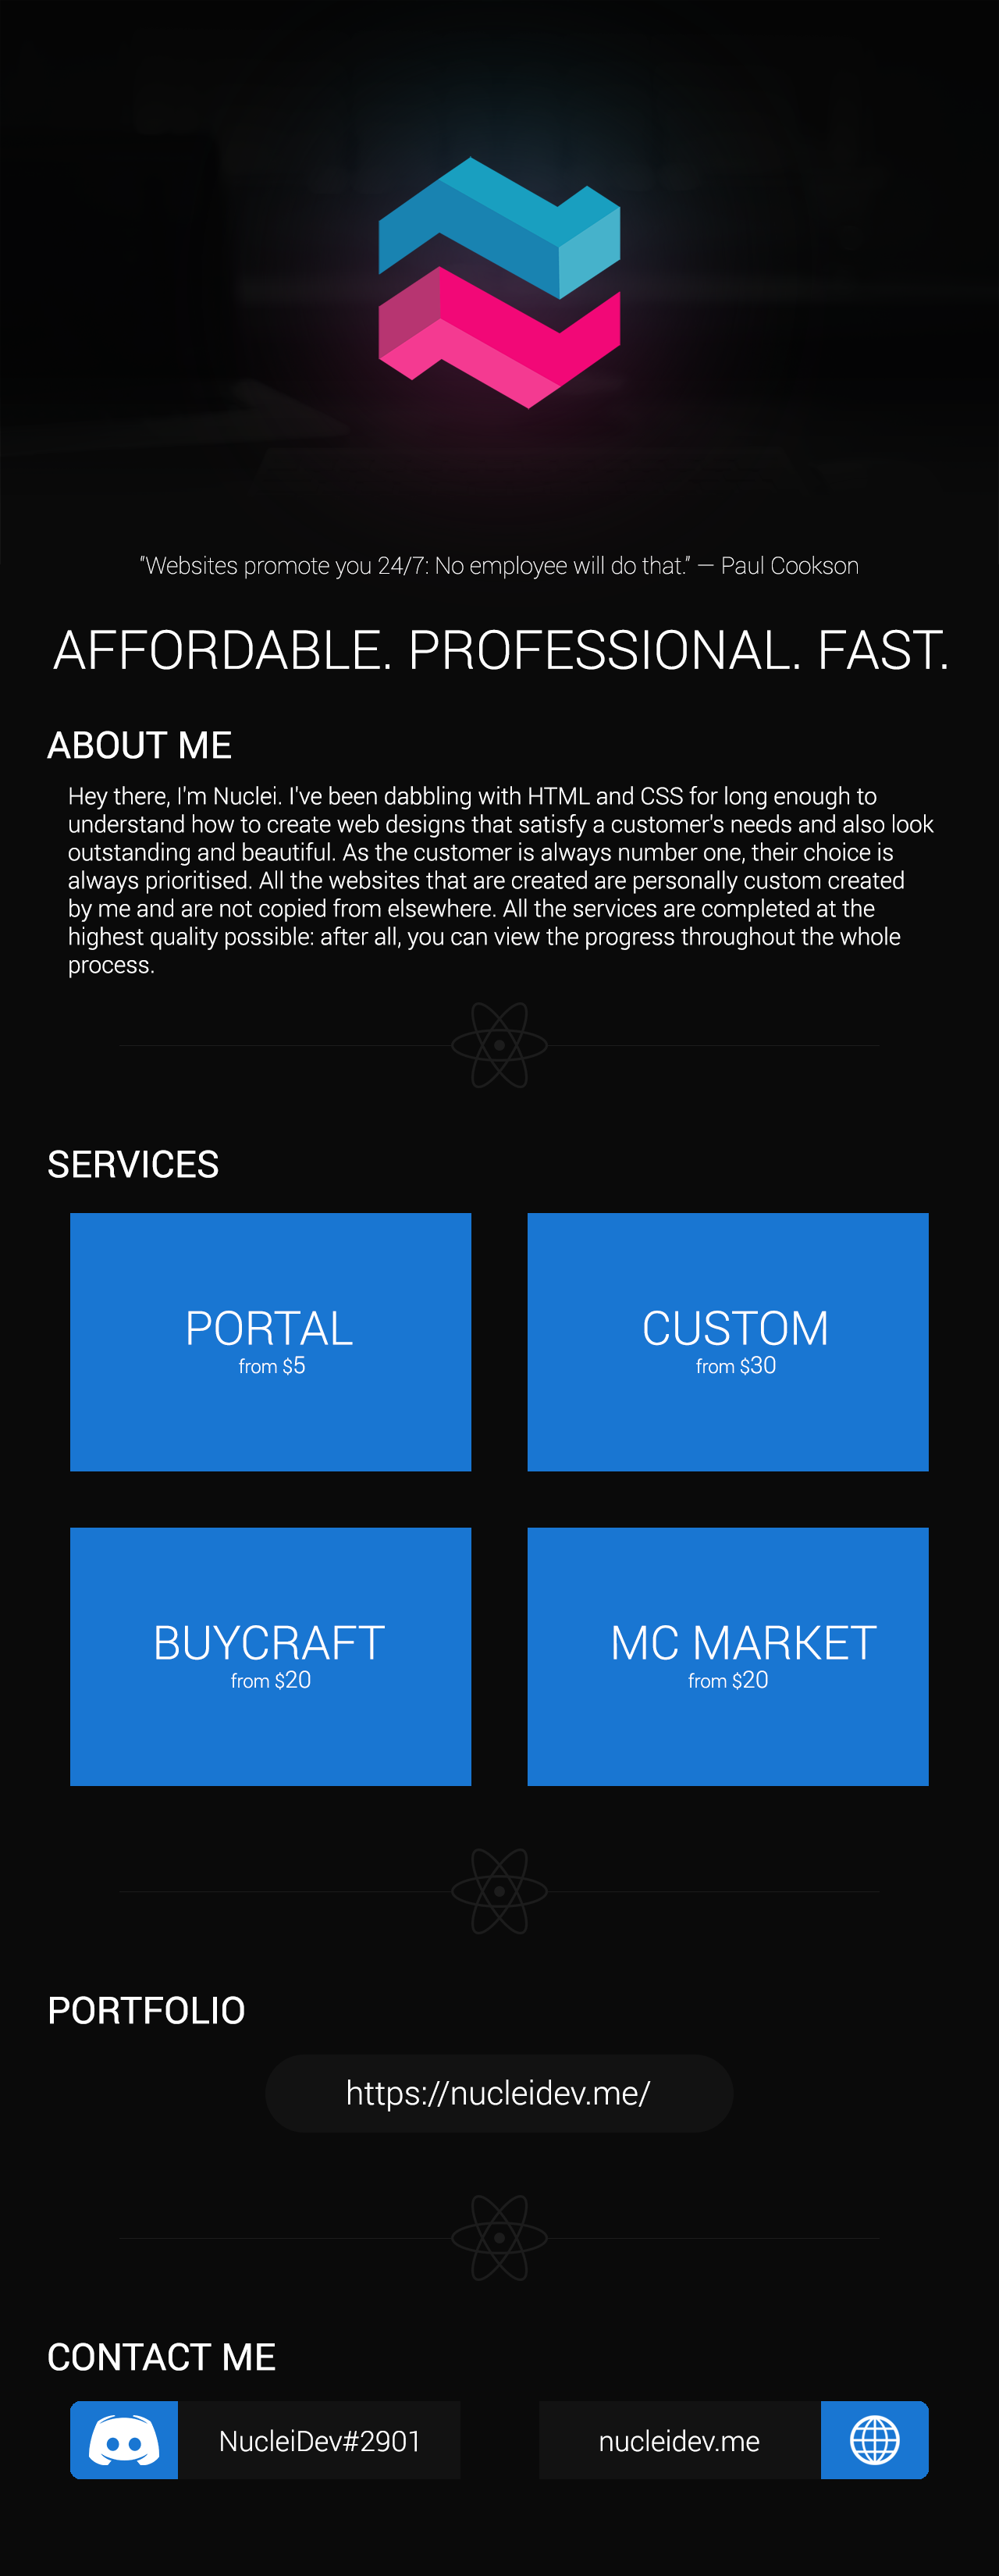 "Websites promote you 24/7: No employee will do that." — Paul Cookson
AFFORDABLE. PROFESSIONAL. FAST.
ABOUT ME
Hey there, I'm Nuclei. I've been dabbling with HTML and CSS for long enough to
understand how to create web designs that satisfy a customer's needs and also look
outstanding and beautiful. As the customer is always number one, their choice is
always prioritised. All the websites that are created are personally custom created
by me and are not copied from elsewhere. All the services are completed at the
highest quality possible: after all, you can view the progress throughout the whole
process.
SERVICES
PORTAL
from $5
CUSTOM
from $30
BUYCRAFT
from $20
MC MARKET
from $20
PORTFOLIO
https://nucleidev.me/
CONTACT ME
NucleiDev#2901
nucleidev.me